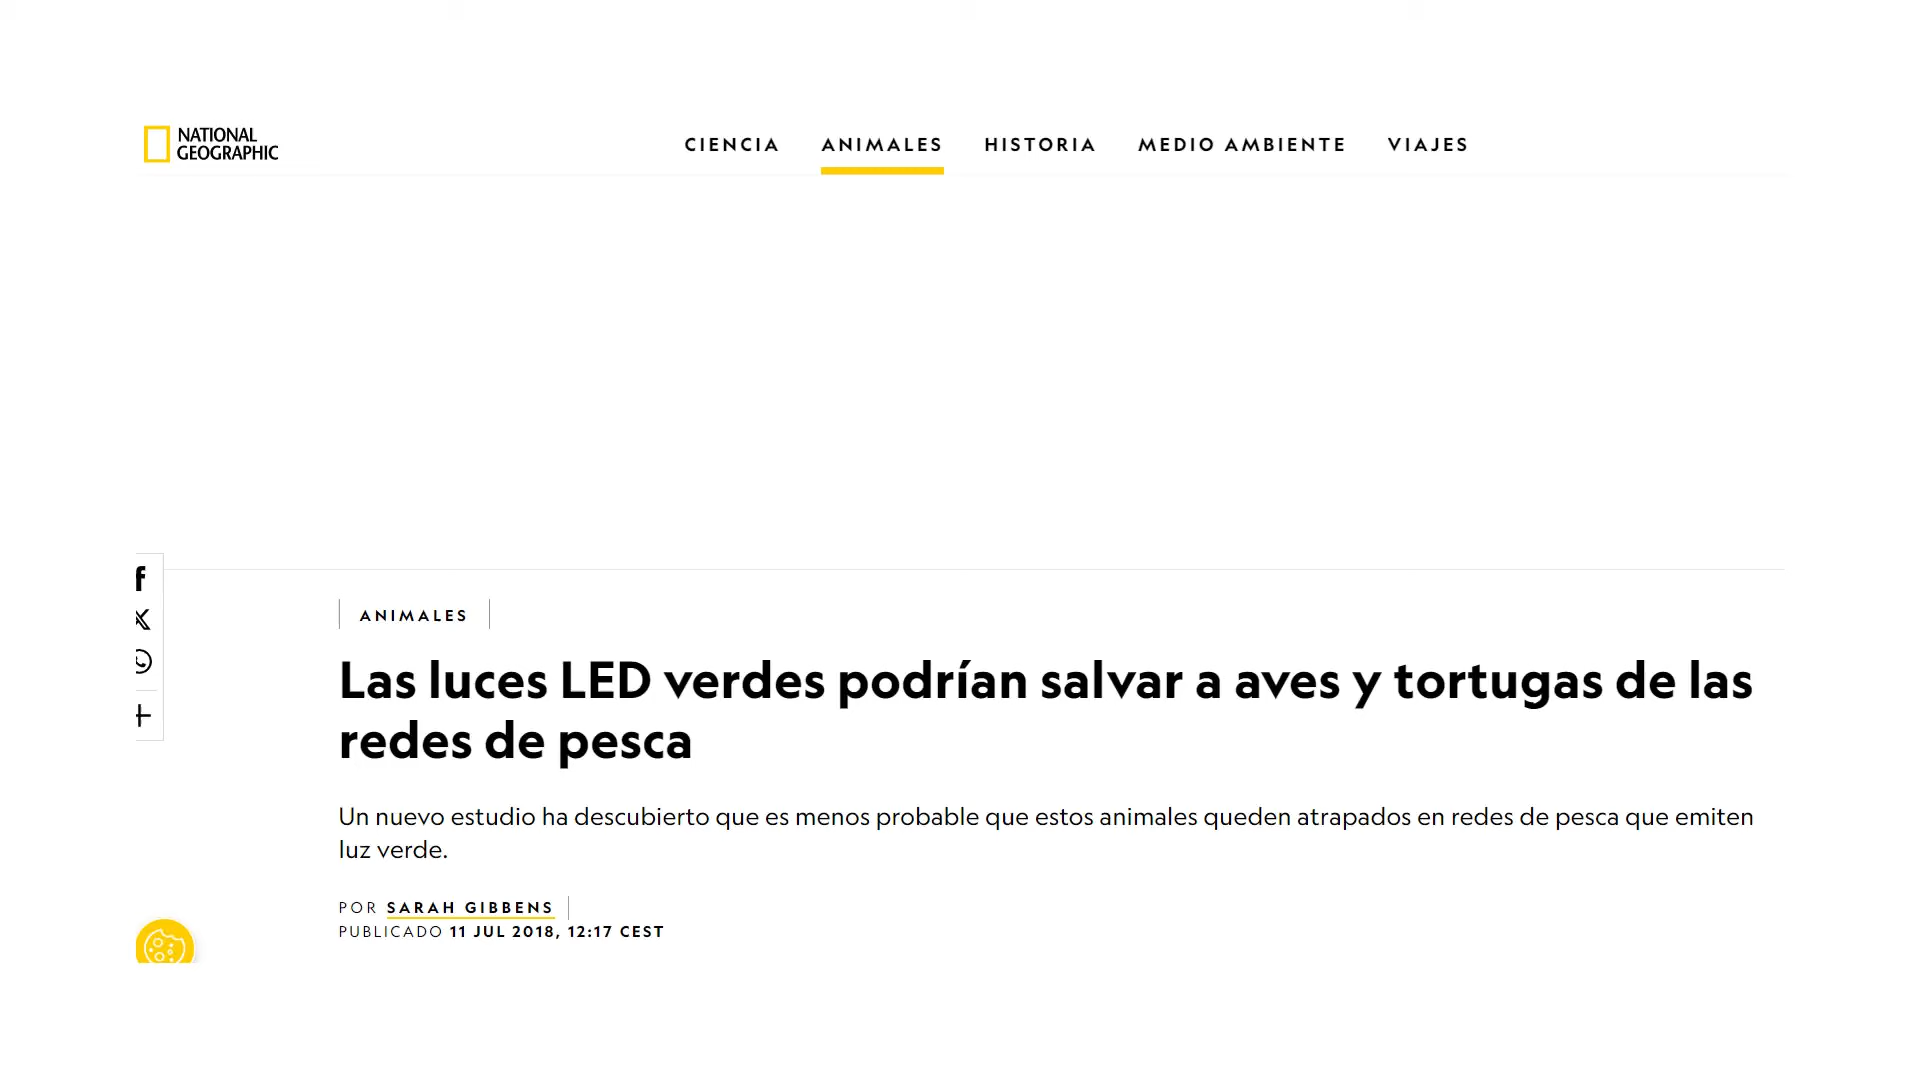 NATIONAL
GEOGRAPHIC
CIENCIA ANIMALES HISTORIA MEDIO AMBIENTE VIAJES
ANIMALES
Las luces LED verdes podrían salvar a aves y tortugas de las
redes de pesca
Un nuevo estudio ha descubierto que es menos probable que estos animales queden atrapados en redes de pesca que emiten
luz verde.
POR SARAH GIBBENS
PUBLICADO 11 JUL 2018, 12:17 CEST